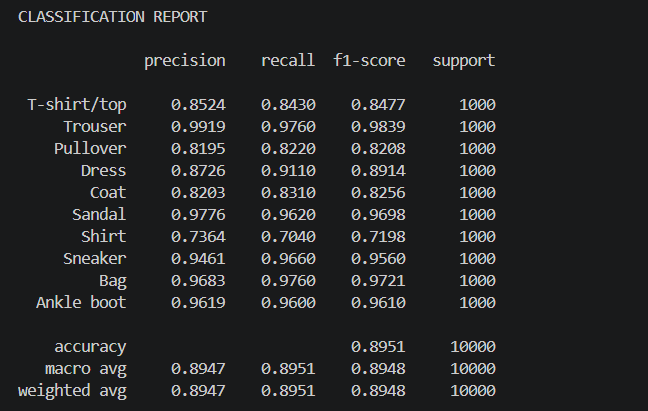 CLASSIFICATION REPORT
precision recall f1-score support
T-shirt/top 0.8524 0.8430 0.8477 1000
Trouser 0.9919 0.9760 0.9839 1000
Pullover 0.8195 0.8220 0.8208 1000
Dress 0.8726 0.9110 0.8914 1000
Coat 0.8203 0.8310 0.8256 1000
Sandal 0.9776 0.9620 0.9698 1000
Shirt 0.7364 0.7040 0.7198 1000
Sneaker 0.9461 0.9660 0.9560 1000
Bag 0.9683 0.9760 0.9721 1000
Ankle boot 0.9619 0.9600 0.9610 1000
accuracy 0.8951 10000
macro avg 0.8947 0.8951 0.8948 10000
weighted avg 0.8947 0.8951 0.8948 10000